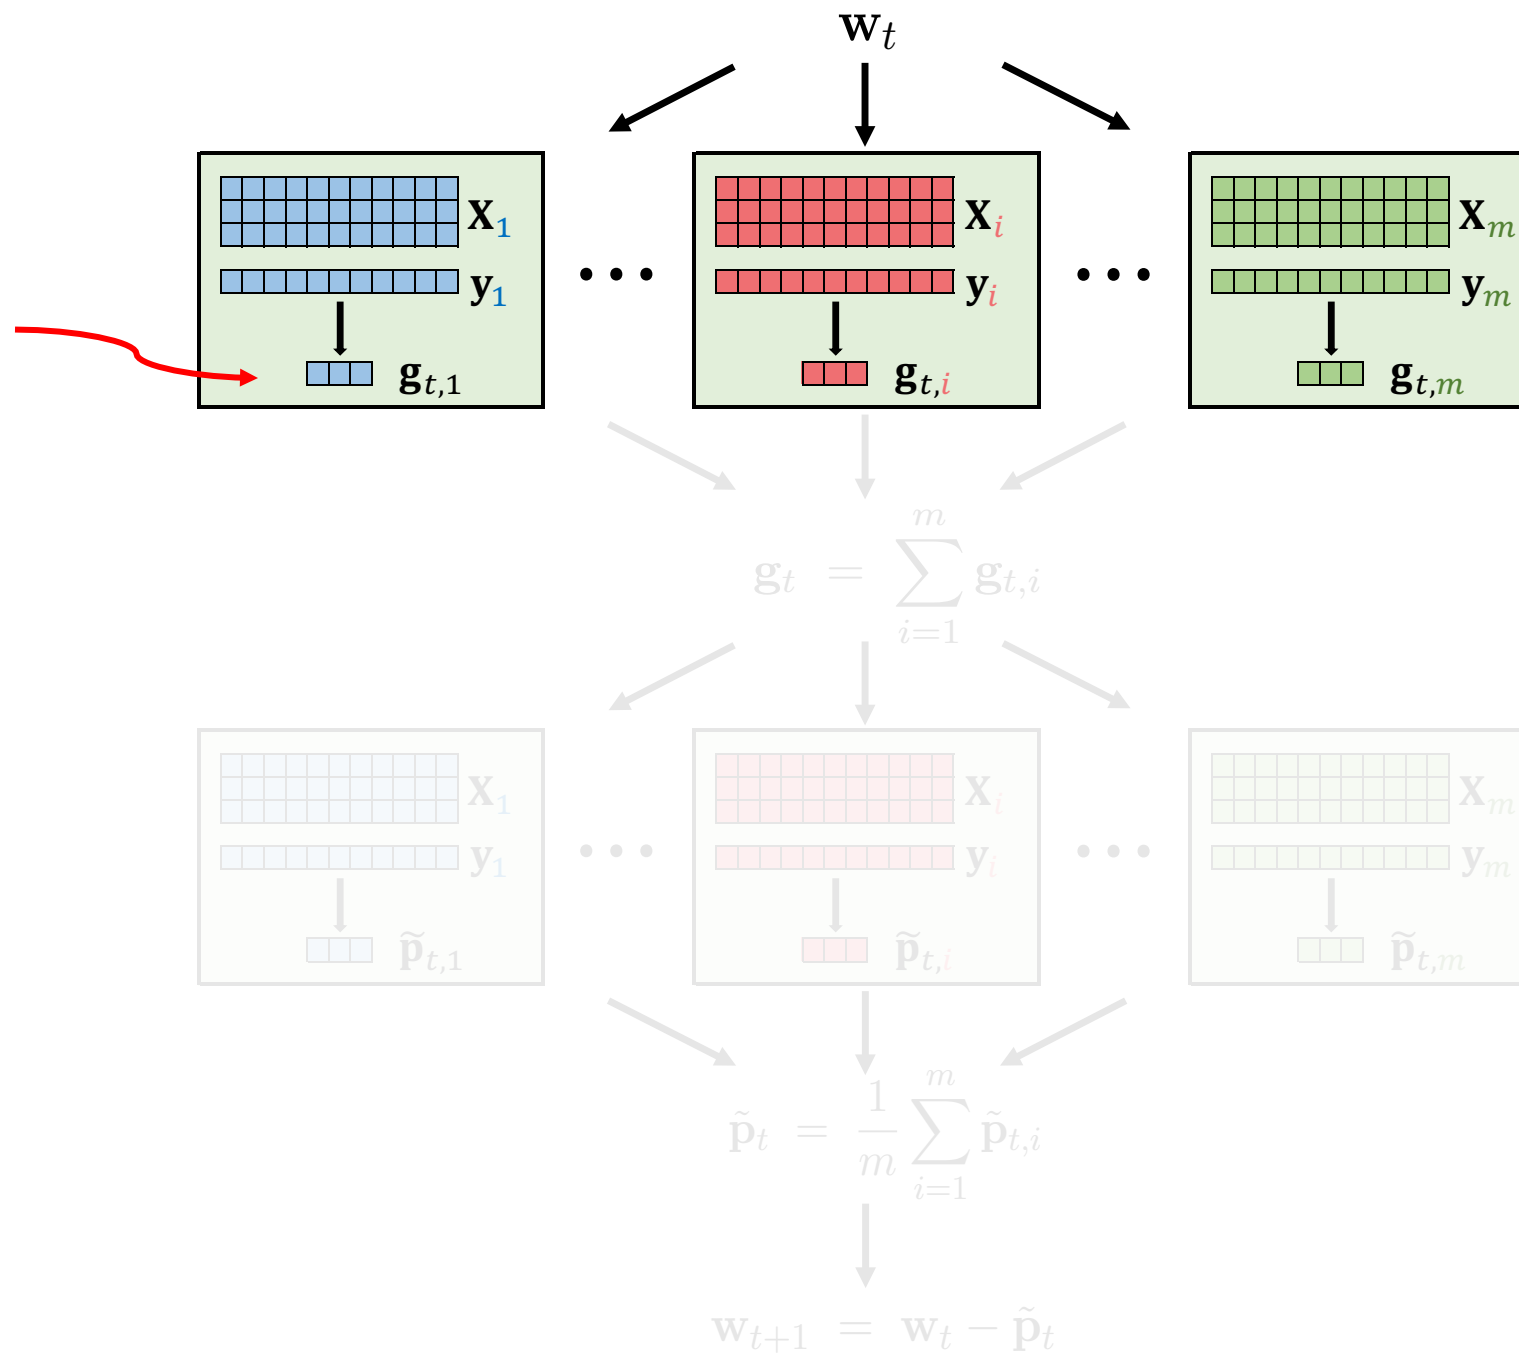 w_t
X_1 X_i X_m
••• •••
y_1 y_i y_m
g_{t,1} g_{t,i} g_{t,m}
g_t = \sum_{i=1}^{m} g_{t,i}
X_1 X_i X_m
••• •••
y_1 y_i y_m
p̃_{t,1} p̃_{t,i} p̃_{t,m}
p̃_t = \frac{1}{m} \sum_{i=1}^{m} p̃_{t,i}
w_{t+1} = w_t − p̃_t